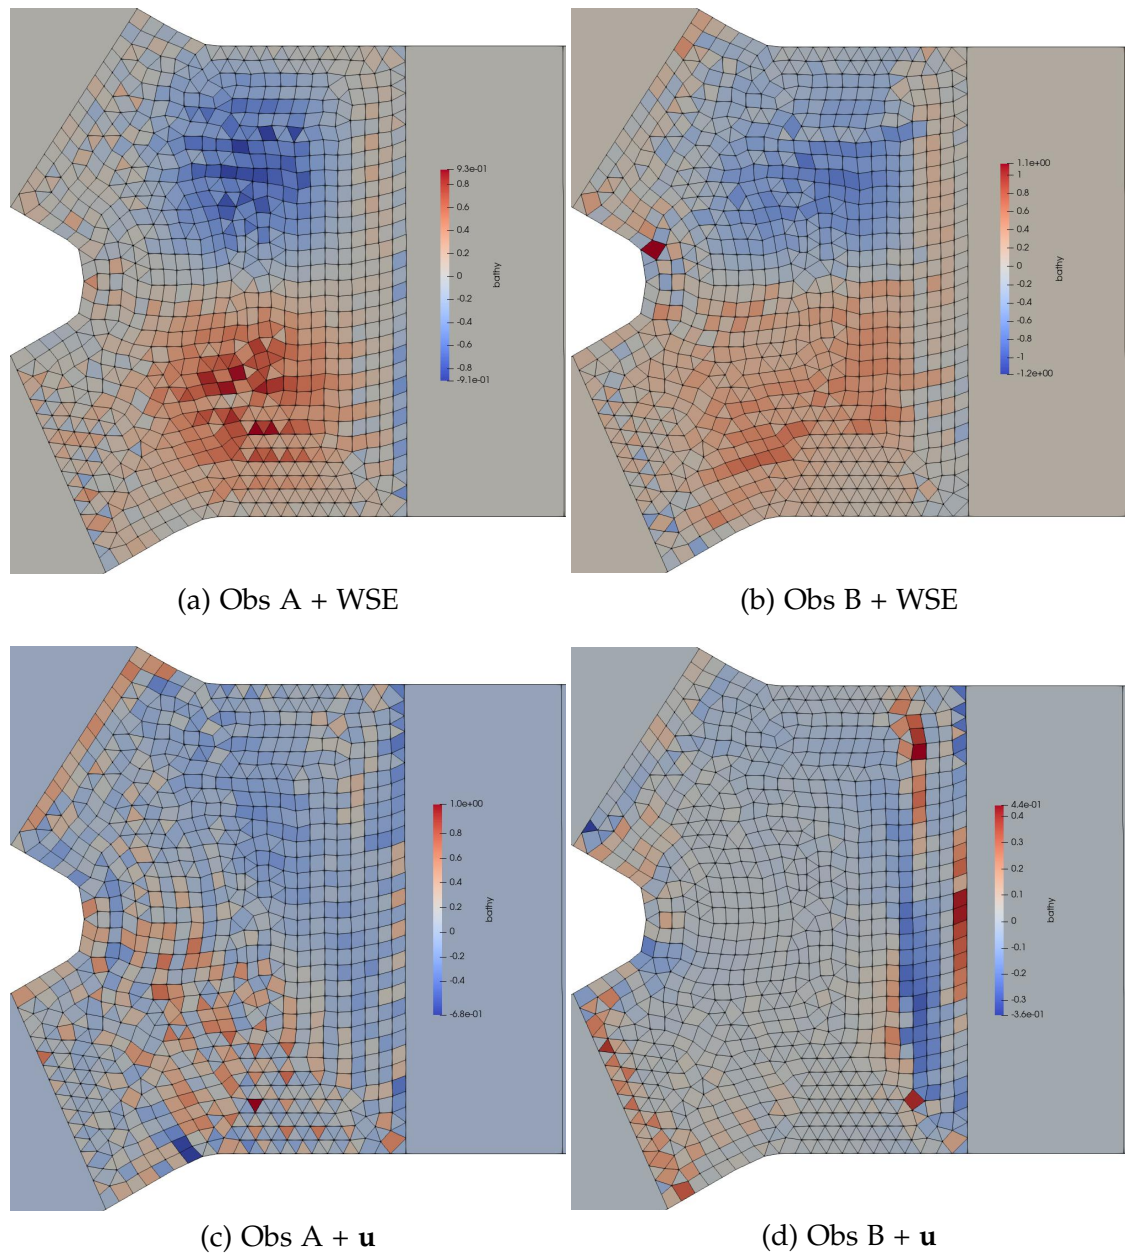 9.3e-01
0.8
0.6
0.4
0.2
0
-0.2
-0.4
-0.6
-0.8
-9.1e-01
bathy
1.1e+00
1
0.8
0.6
0.4
0.2
0
-0.2
-0.4
-0.6
-0.8
-1
-1.2e+00
bathy
(a) Obs A + WSE
(b) Obs B + WSE
1.0e+00
0.8
0.6
0.4
0.2
0
-0.2
-0.4
-6.8e-01
bathy
4.4e-01
0.4
0.3
0.2
0.1
0
-0.1
-0.2
-0.3
-3.6e-01
bathy
(c) Obs A + u
(d) Obs B + u